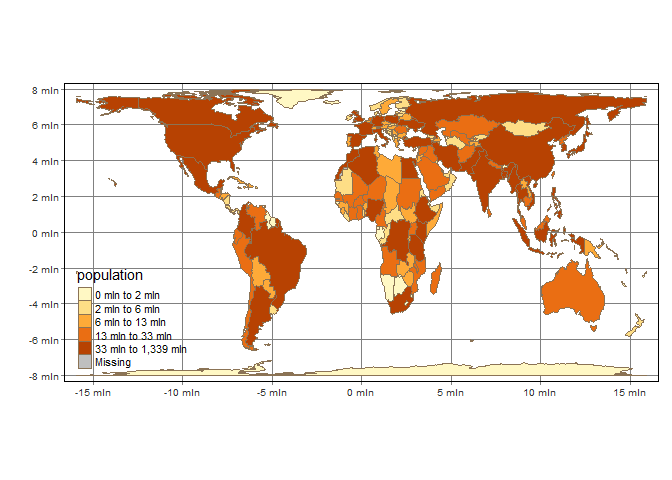 8 mln
6 mln
4 mln
2 mln
0 mln
-2 mln
-4 mln
-6 mln
-8 mln
population
0 mln to 2 mln
2 mln to 6 mln
6 mln to 13 mln
13 mln to 33 mln
33 mln to 1,339 mln
Missing
-15 mln
-10 mln
-5 mln
0 mln
5 mln
10 mln
15 mln